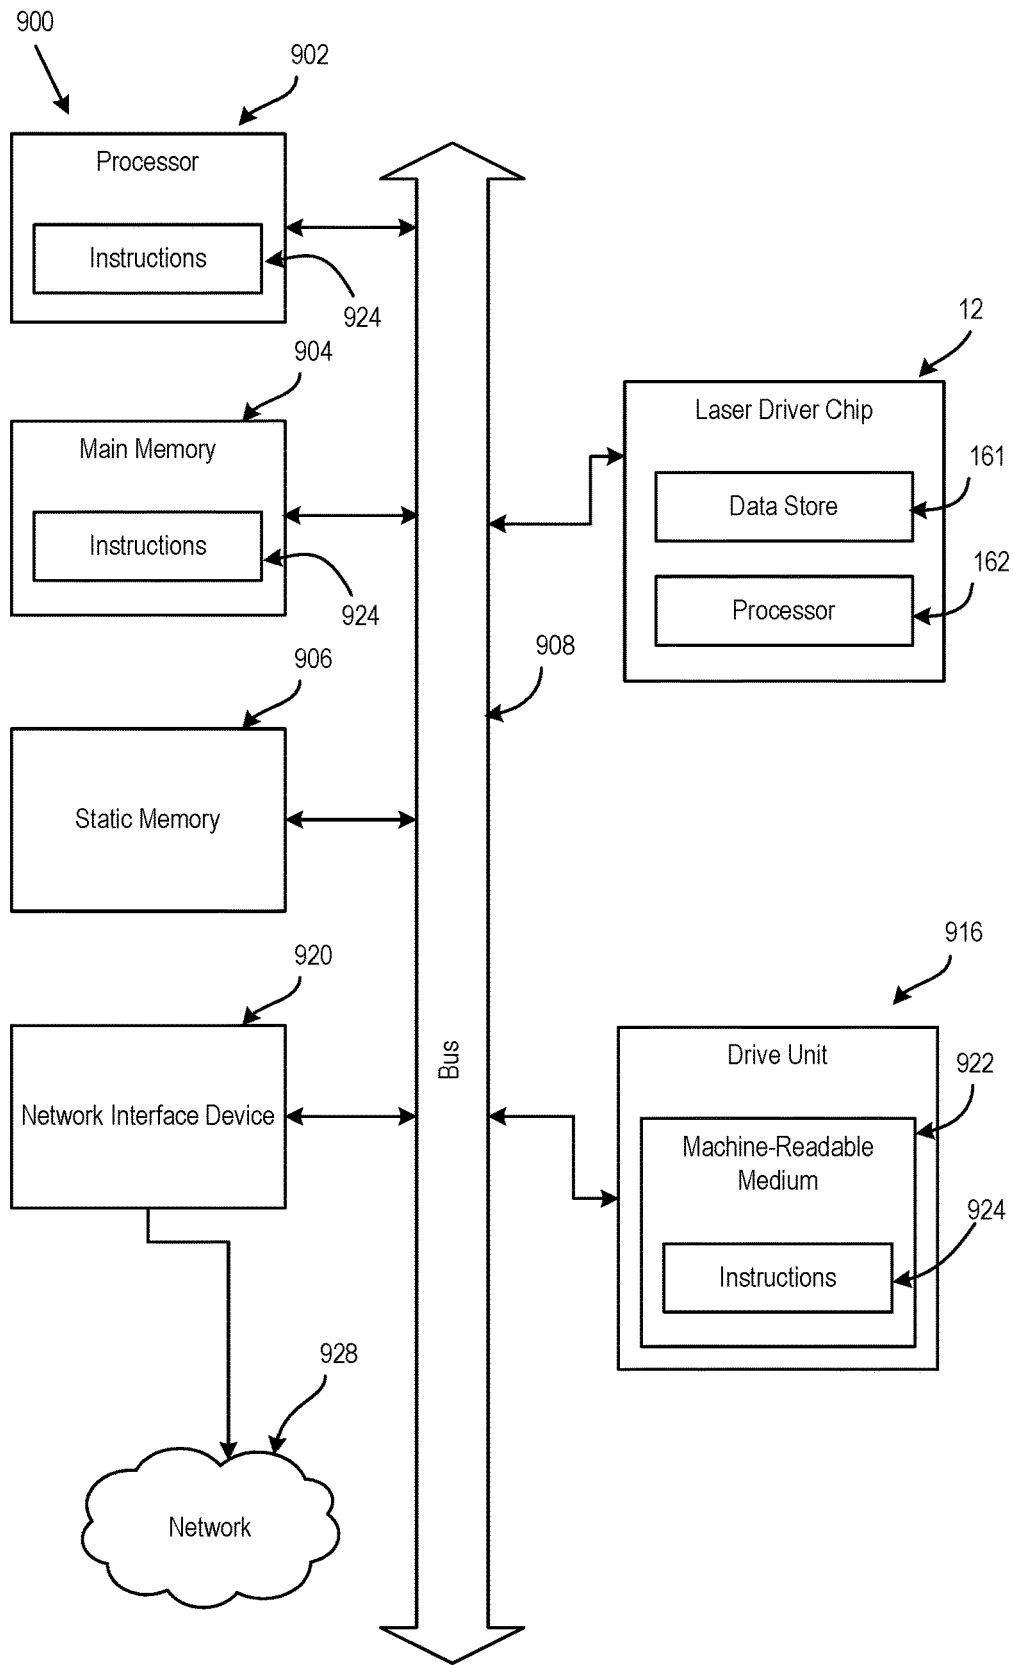 900
902
Processor
Instructions
924
904
Main Memory
Instructions
924
906
Static Memory
920
Network Interface Device
928
Network
Bus
908
12
Laser Driver Chip
161
Data Store
162
Processor
916
Drive Unit
922
Machine-Readable
Medium
924
Instructions